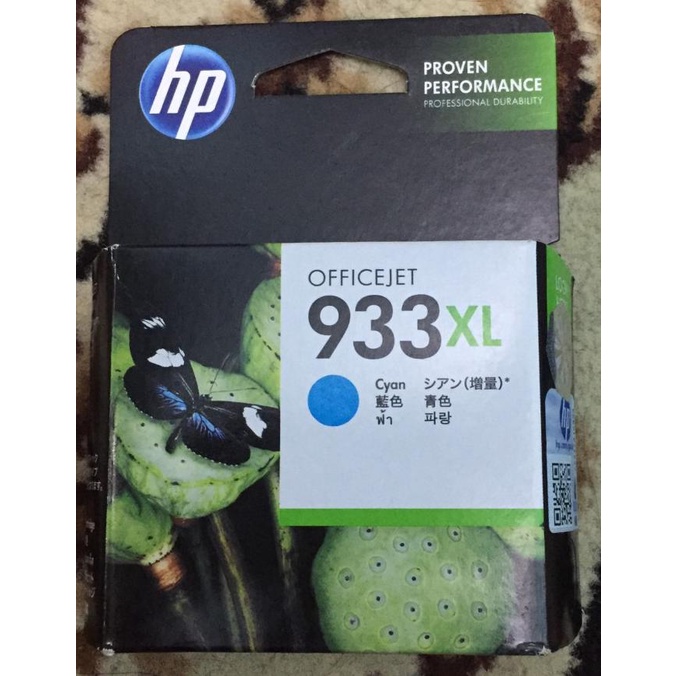 hp
PROVEN
PERFORMANCE
PROFESSIONAL DURABILITY
OFFICEJET
933XL
Cyan シアン(増量)*
藍色 青色
ฟ้า 파랑
hp